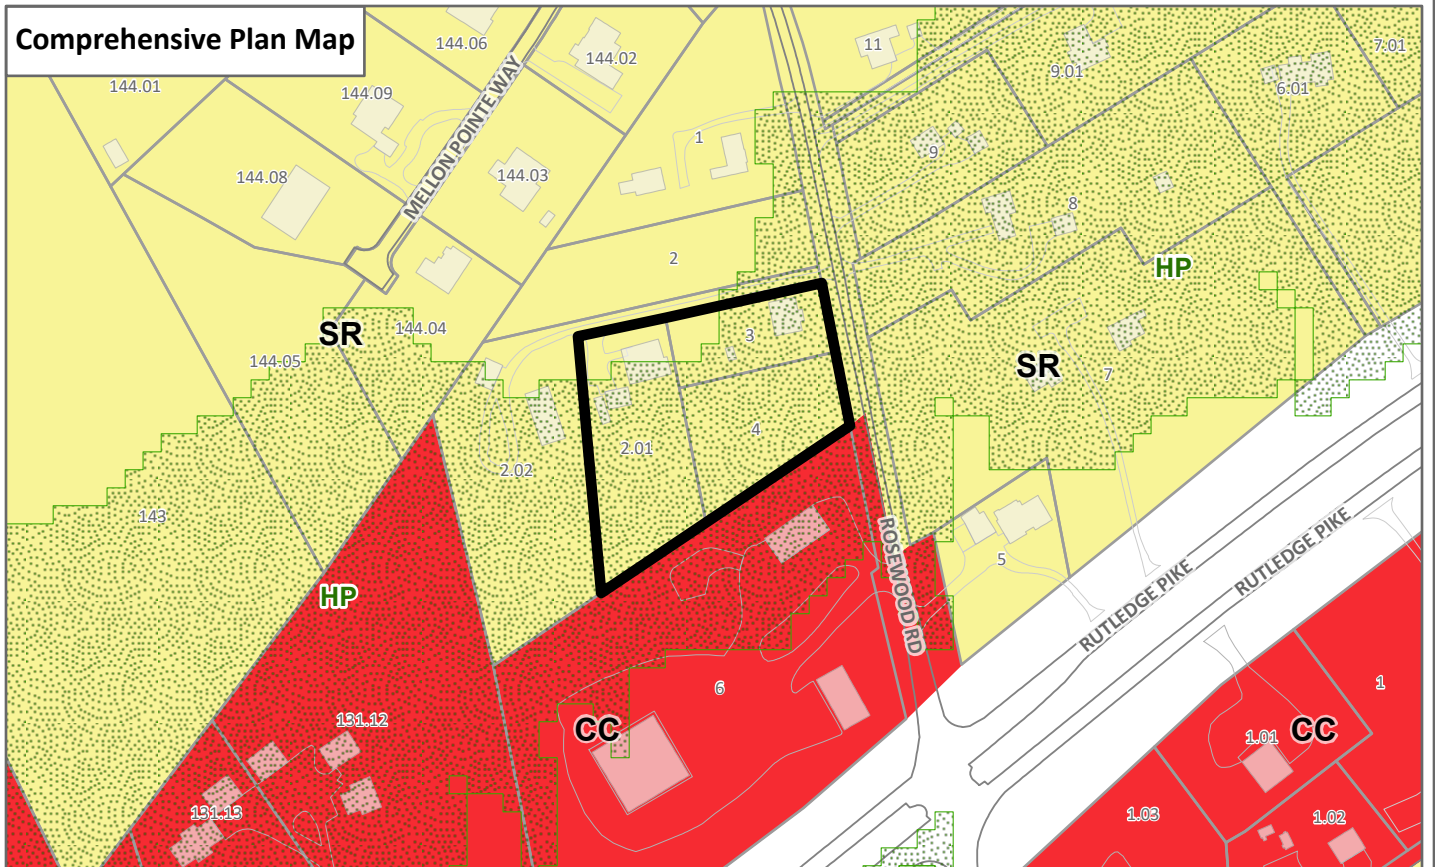 Comprehensive Plan Map
144.06
144.02
11
7.01
9.01
6.01
144.01
144.09
MELLON POINTE WAY
1
9
144.08
144.03
8
2
HP
SR
144.04
3
144.05
SR
7
4
2.01
2.02
143
ROSEWOOD RD
RUTLEDGE PIKE
5
RUTLEDGE PIKE
HP
6
1
131.12
CC
1.01
CC
131.13
1.03
1.02